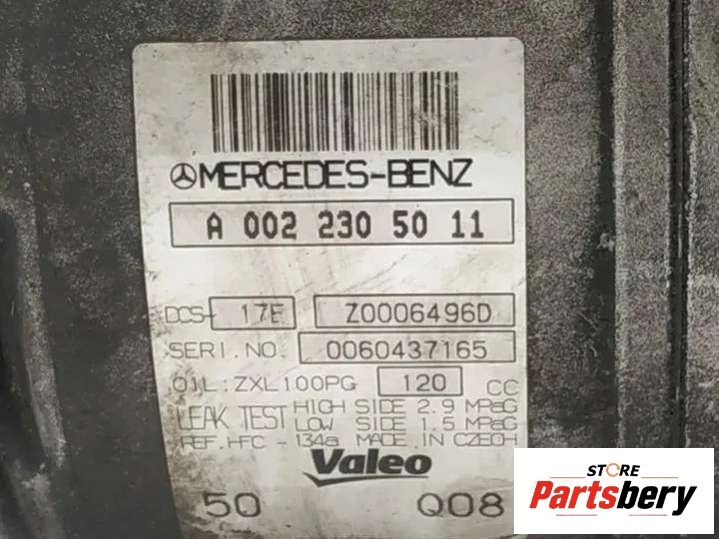 MERCEDES-BENZ
A 002 230 50 11
DCS- 17E Z0006496D
SERI.NO. 0060437165
OIL:ZXL100PG 120 CC
LEAK TEST HIGH SIDE 2.9 MPaG
LOW SIDE 1.5 MPaG
REF.HFC-134a MADE.IN CZECH
Valeo
50 Q08
STORE
Partsbery